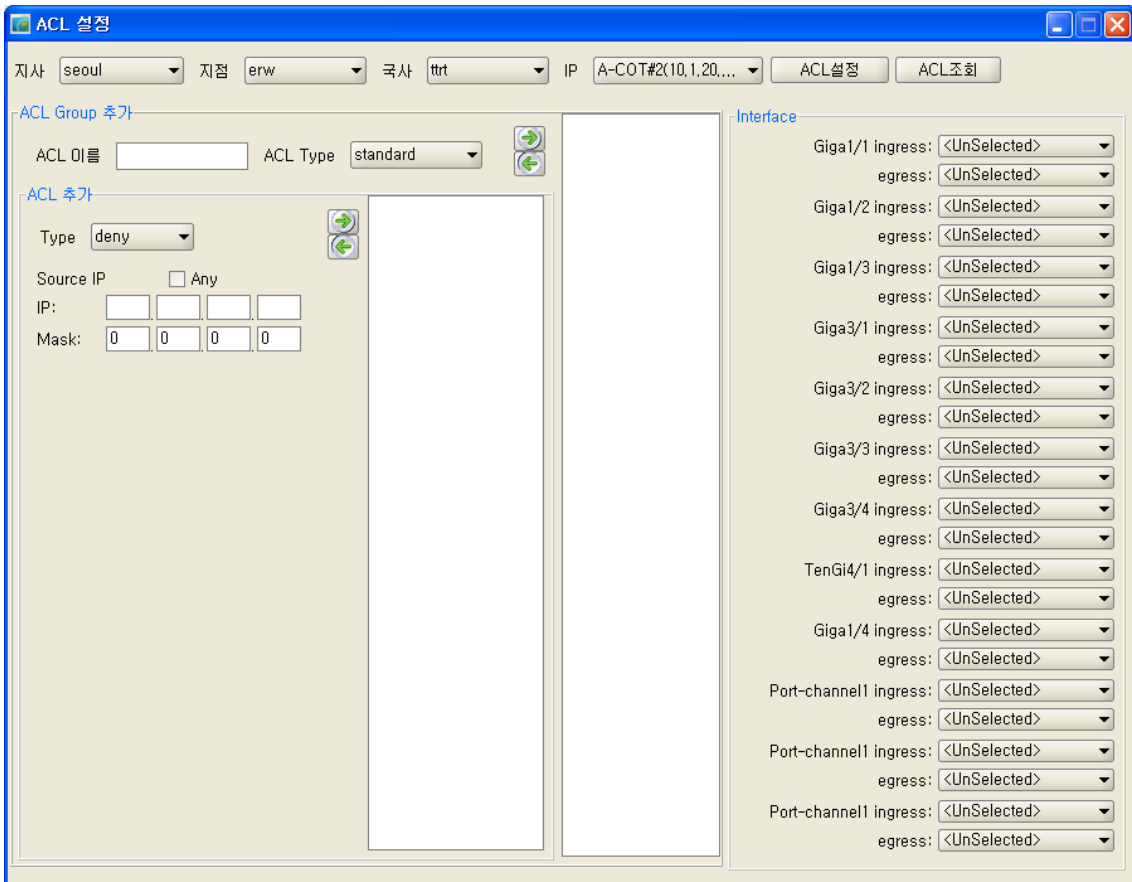 ACL 설정
지사 seoul 지점 erw 국사 ttrt IP A-COT#2(10,1,20,... ACL설정 ACL조회
ACL Group 추가
ACL 이름 ACL Type standard
ACL 추가
Type deny
Source IP Any
IP: . . .
Mask: 0 . 0 . 0 . 0
Interface
Giga1/1 ingress: <UnSelected>
egress: <UnSelected>
Giga1/2 ingress: <UnSelected>
egress: <UnSelected>
Giga1/3 ingress: <UnSelected>
egress: <UnSelected>
Giga3/1 ingress: <UnSelected>
egress: <UnSelected>
Giga3/2 ingress: <UnSelected>
egress: <UnSelected>
Giga3/3 ingress: <UnSelected>
egress: <UnSelected>
Giga3/4 ingress: <UnSelected>
egress: <UnSelected>
TenGi4/1 ingress: <UnSelected>
egress: <UnSelected>
Giga1/4 ingress: <UnSelected>
egress: <UnSelected>
Port-channel1 ingress: <UnSelected>
egress: <UnSelected>
Port-channel1 ingress: <UnSelected>
egress: <UnSelected>
Port-channel1 ingress: <UnSelected>
egress: <UnSelected>